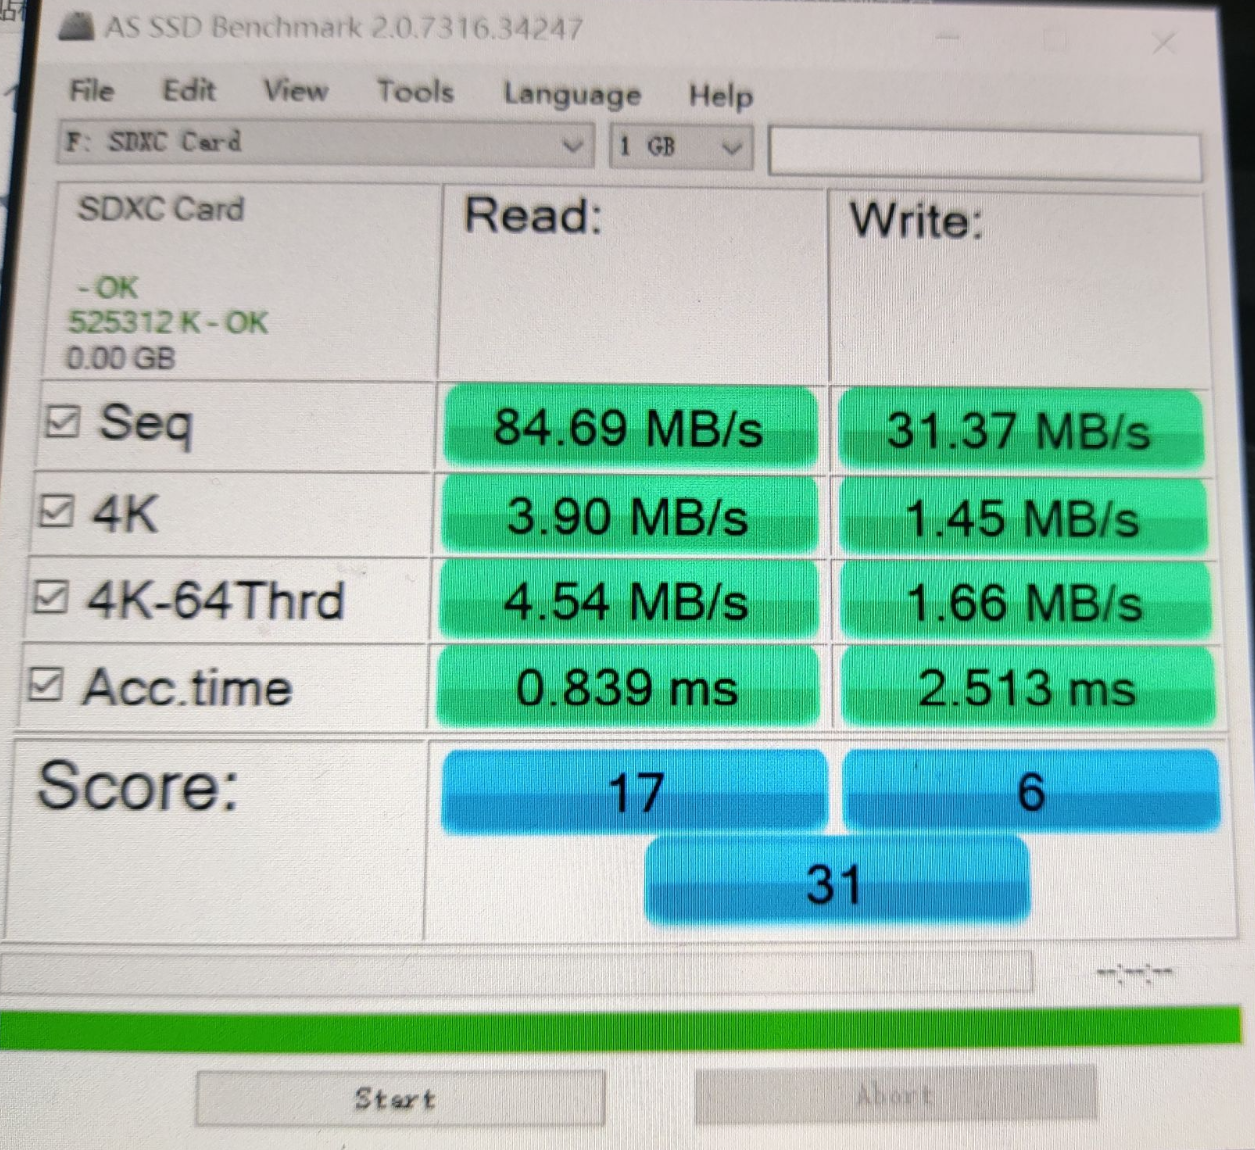 AS SSD Benchmark 2.0.7316.34247
File Edit View Tools Language Help
F: SDXC Card 1 GB
SDXC Card Read: Write:
- OK
525312 K - OK
0.00 GB
Seq 84.69 MB/s 31.37 MB/s
4K 3.90 MB/s 1.45 MB/s
4K-64Thrd 4.54 MB/s 1.66 MB/s
Acc.time 0.839 ms 2.513 ms
Score: 17 6
31
--:--:--
Start Abort